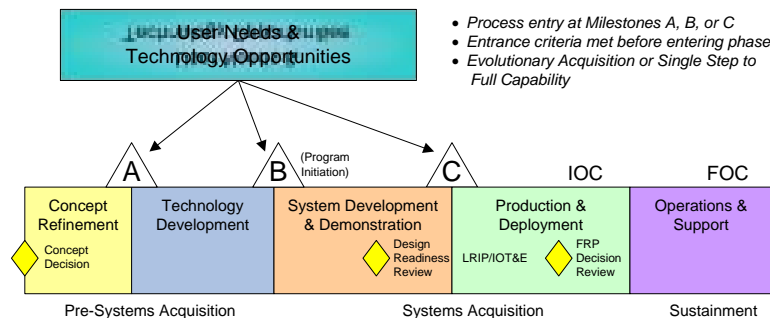 User Needs &
Technology Opportunities
• Process entry at Milestones A, B, or C
• Entrance criteria met before entering phase
• Evolutionary Acquisition or Single Step to
Full Capability
A
B
(Program
Initiation)
C
IOC
FOC
Concept
Refinement
Technology
Development
System Development
& Demonstration
Production &
Deployment
Operations &
Support
Concept
Decision
Design
Readiness
Review
LRIP/IOT&E
FRP
Decision
Review
Pre-Systems Acquisition
Systems Acquisition
Sustainment